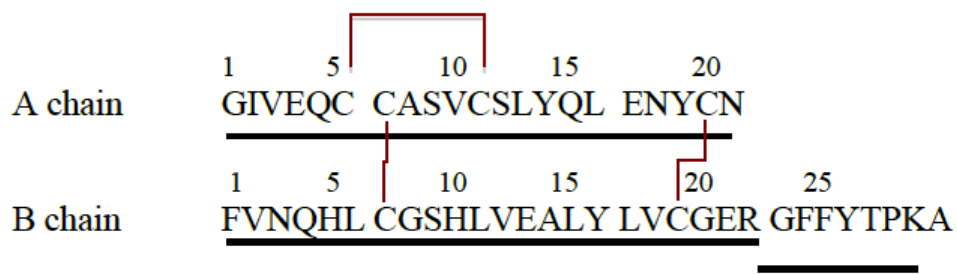 1 5 10 15 20
A chain GIVEQC CASVCSLYQL ENYCN
1 5 10 15 20 25
B chain FVNQHL CGSHLVEALY LVCGER GFFYTPKA